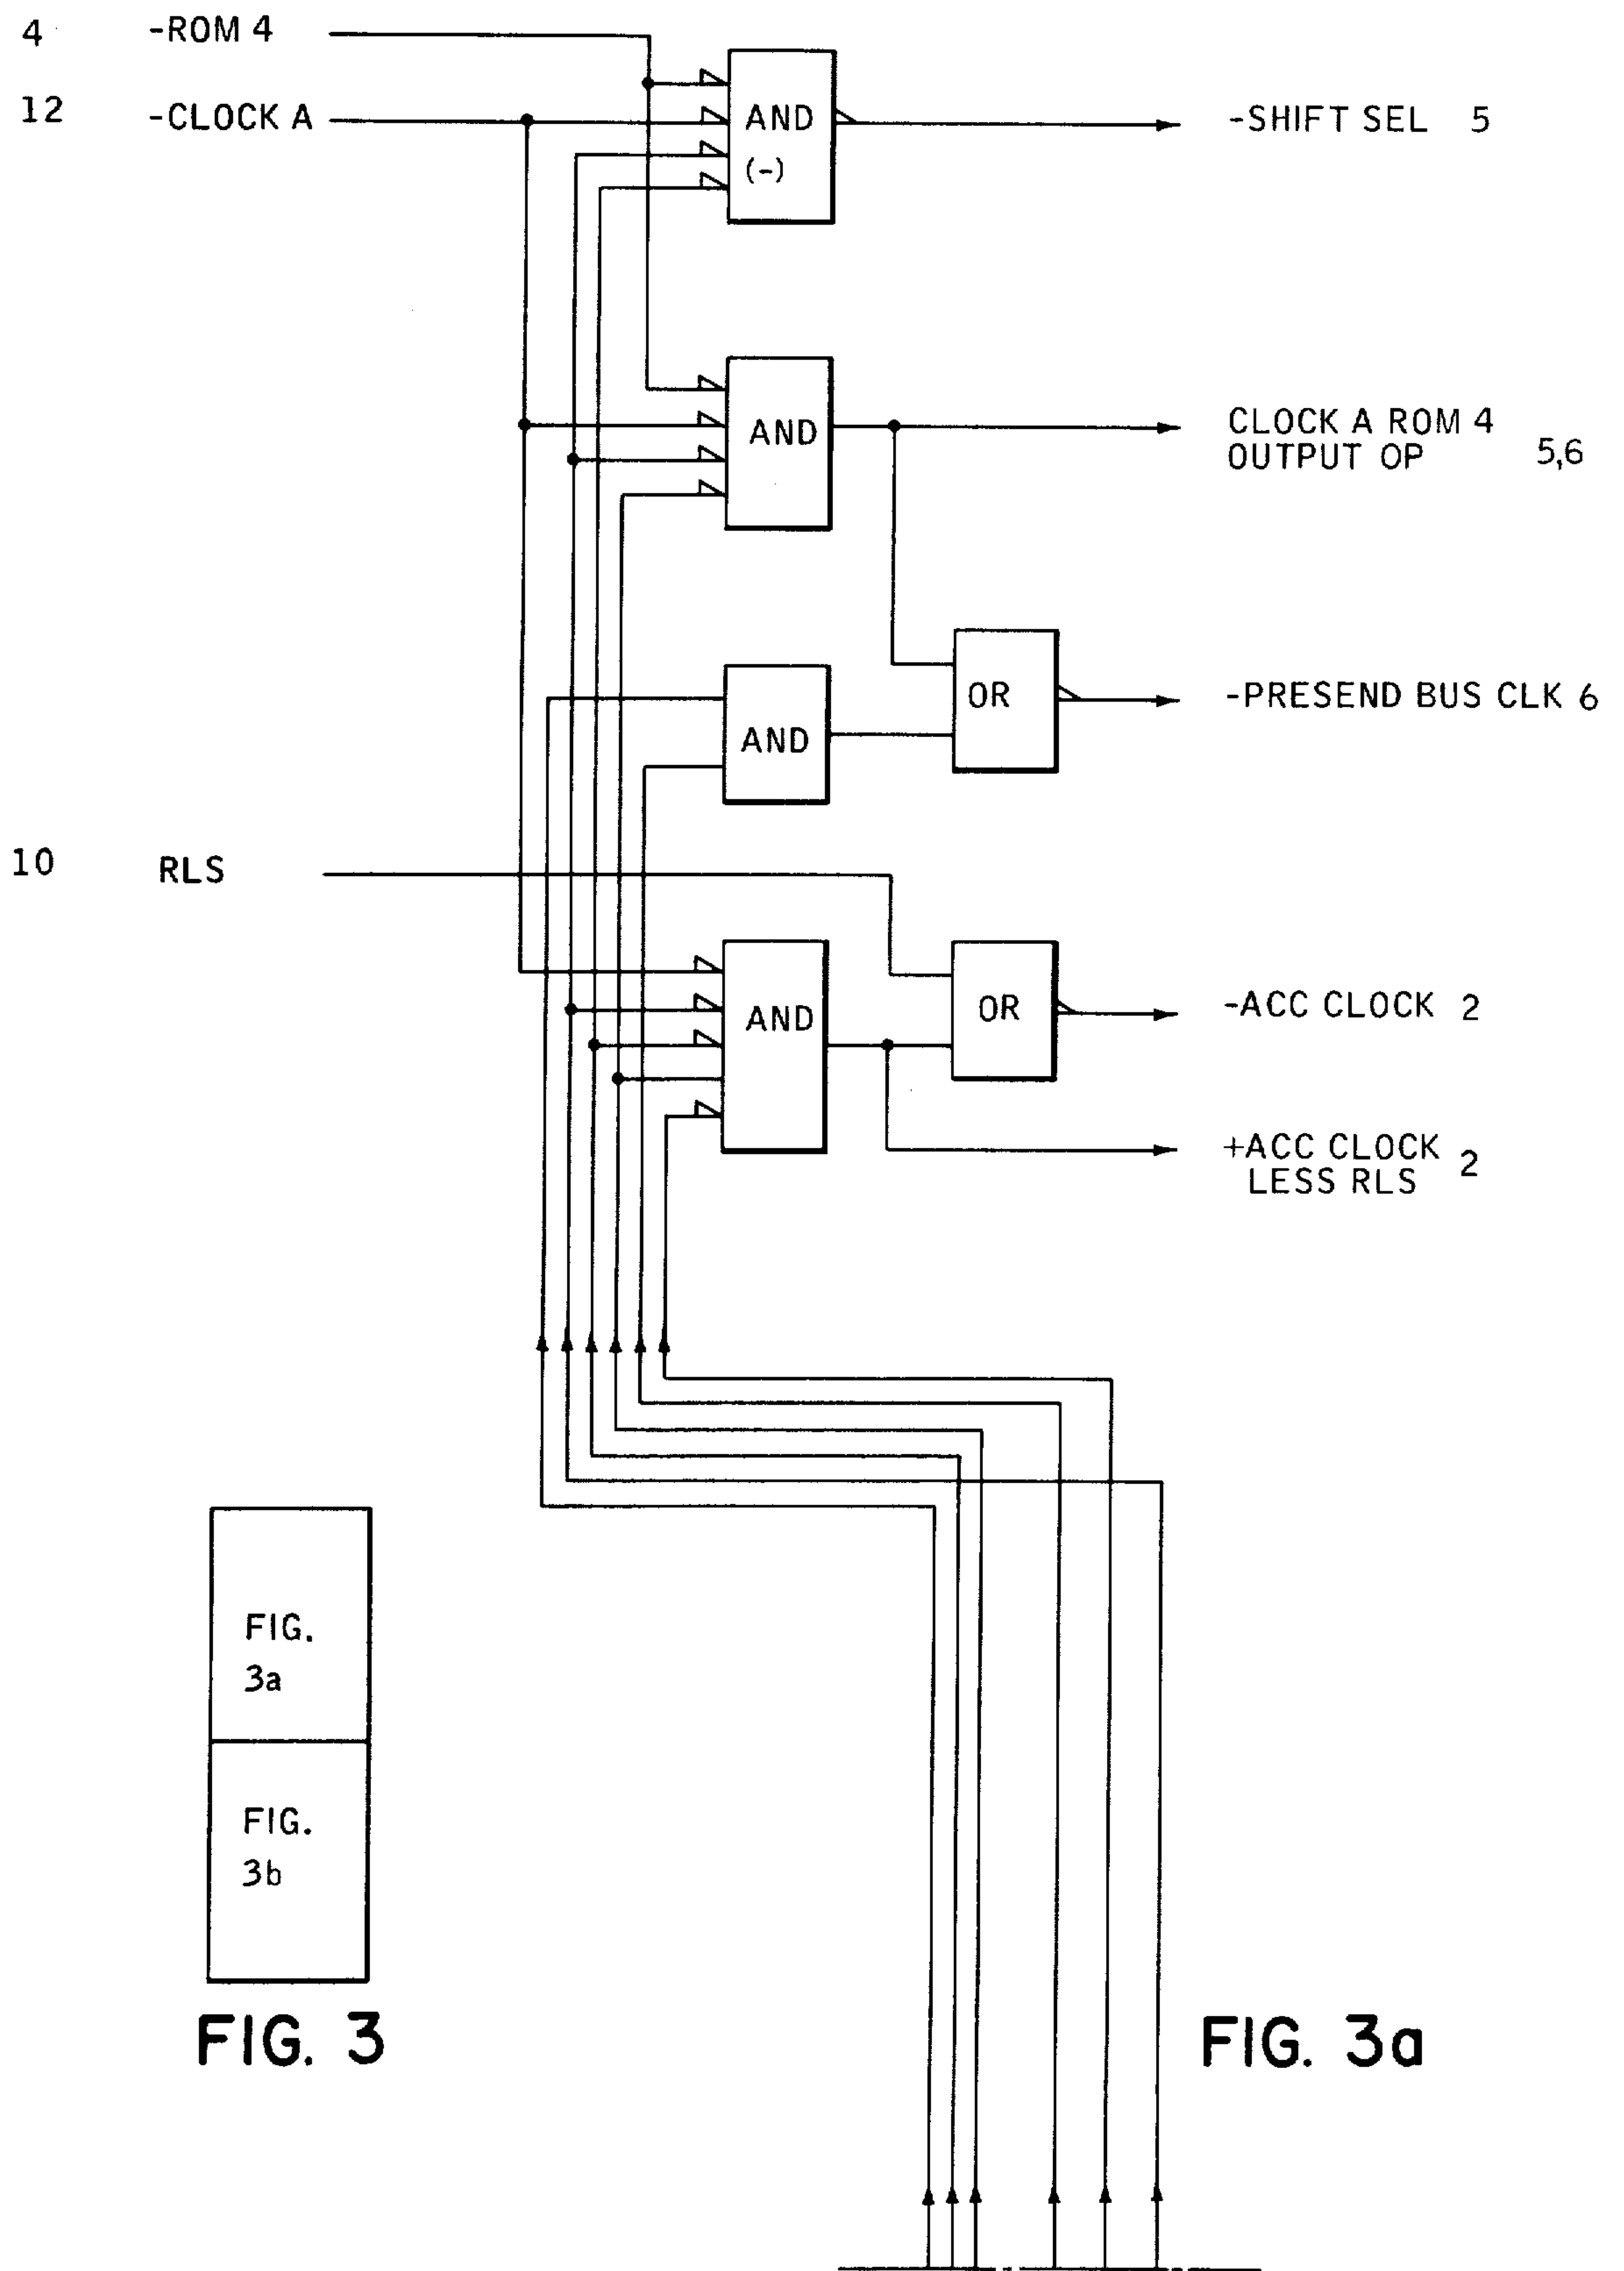 4 -ROM 4
12 -CLOCK A
AND
(-)
-SHIFT SEL 5
AND
CLOCK A ROM 4
OUTPUT OP 5,6
OR
-PRESEND BUS CLK 6
AND
10 RLS
AND
OR
-ACC CLOCK 2
+ACC CLOCK 2
LESS RLS
FIG.
3a
FIG.
3b
FIG. 3
FIG. 3a